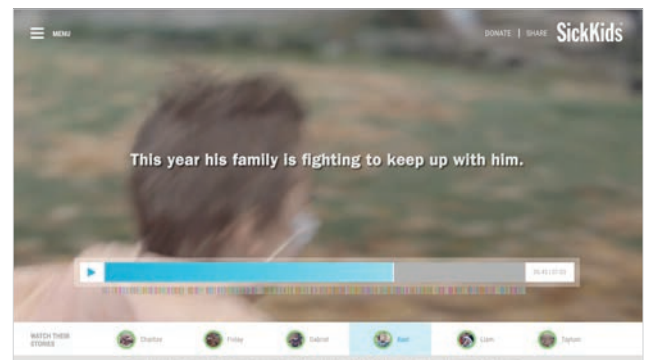 MENU
DONATE | SHARE SickKids
This year his family is fighting to keep up with him.
WATCH THEIR
STORIES
Finlay
Gabriel
Liam